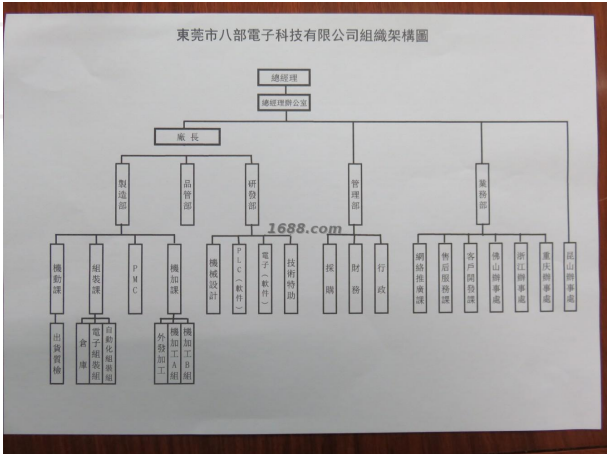 東莞市八部電子科技有限公司組織架構圖
總經理
總經理辦公室
廠長
製造部
品管部
研發部
管理部
業務部
1688.com
機動課
組裝課
PMC
機加課
機械設計
PLC(軟件)
電子(軟件)
技術特助
採購
財務
行政
網絡推廣課
售后服務課
客戶開發課
佛山辦事處
浙江辦事處
重庆辦事處
昆山辦事處
出貨質檢
倉庫
電子組裝組
自動化組裝組
外發加工
機加工A組
機加工B組